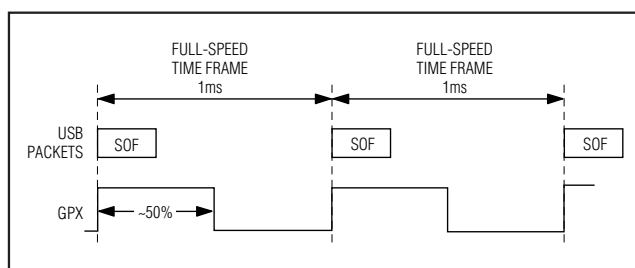 FULL-SPEED
TIME FRAME
1ms
FULL-SPEED
TIME FRAME
1ms
USB
PACKETS
SOF
SOF
SOF
GPX
~50%